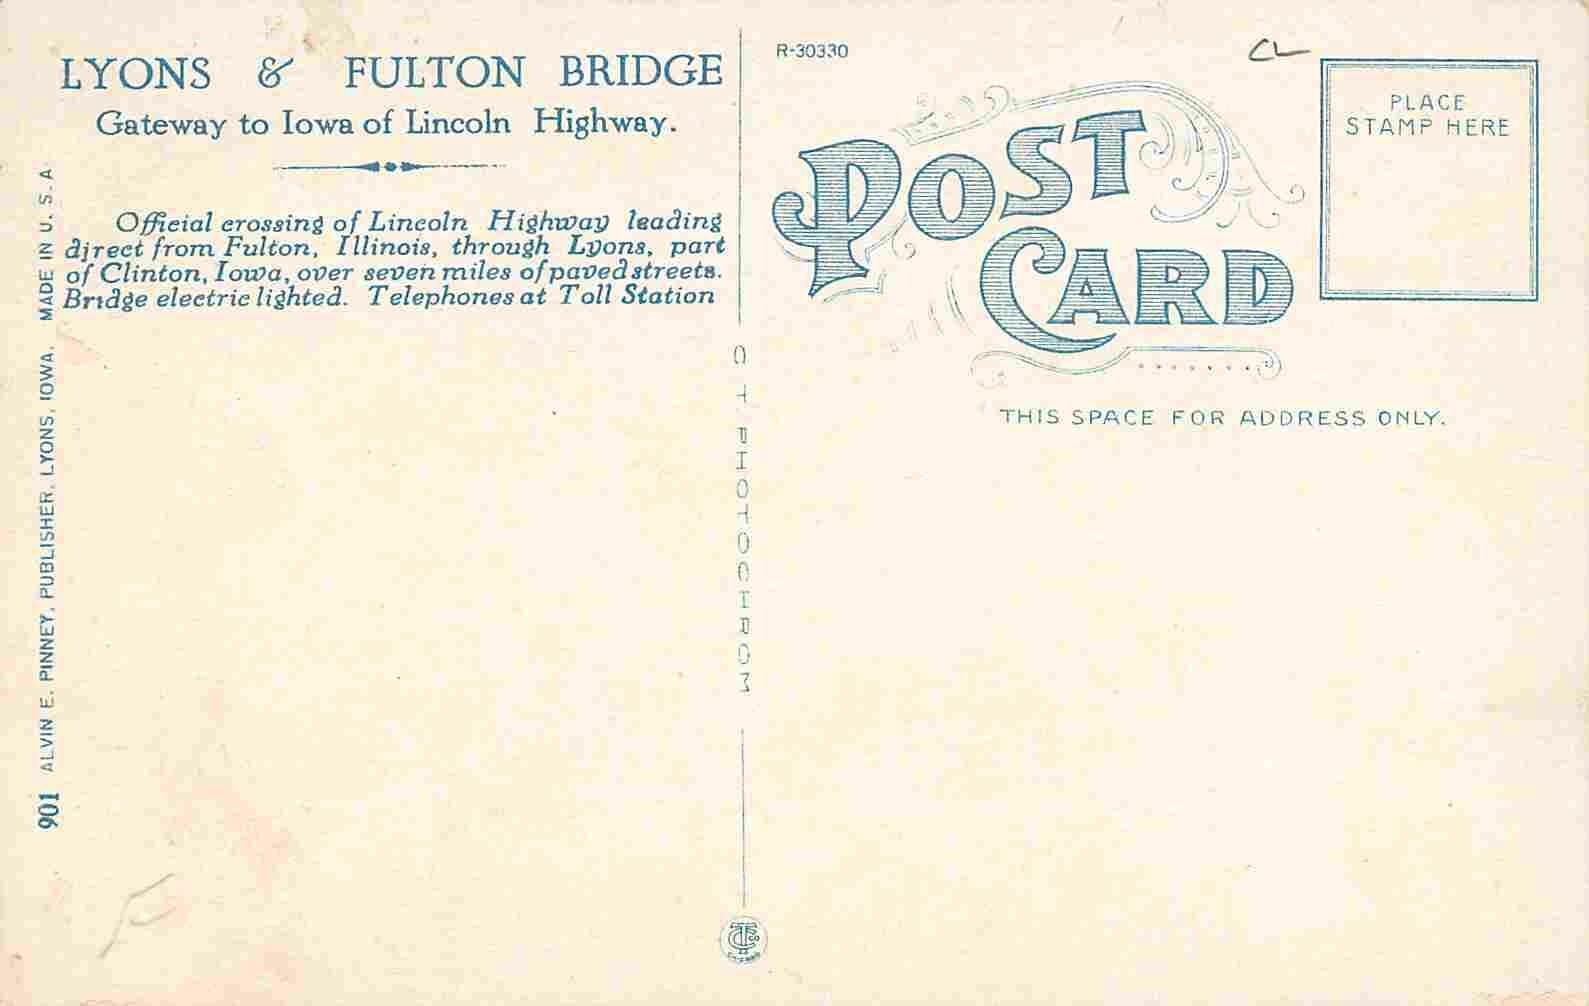 LYONS & FULTON BRIDGE
Gateway to Iowa of Lincoln Highway.
Official crossing of Lincoln Highway leading
direct from Fulton, Illinois, through Lyons, part
of Clinton, Iowa, over seven miles of paved streets.
Bridge electric lighted. Telephones at Toll Station
901 ALVIN E. PINNEY, PUBLISHER, LYONS, IOWA. MADE IN U. S. A.
R-30330
CL
PLACE
STAMP HERE
POST
CARD
THIS SPACE FOR ADDRESS ONLY.
F